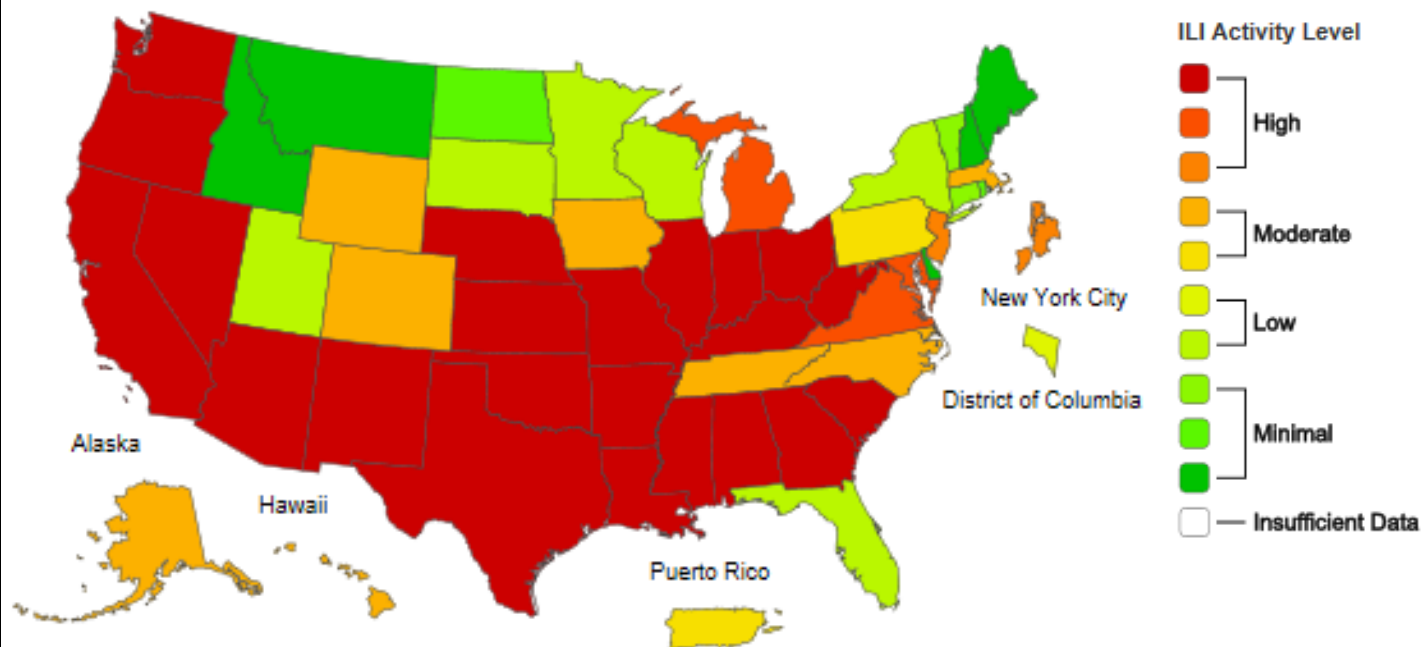 ILI Activity Level
High
Moderate
New York City
Low
District of Columbia
Minimal
Alaska
Hawaii
Insufficient Data
Puerto Rico